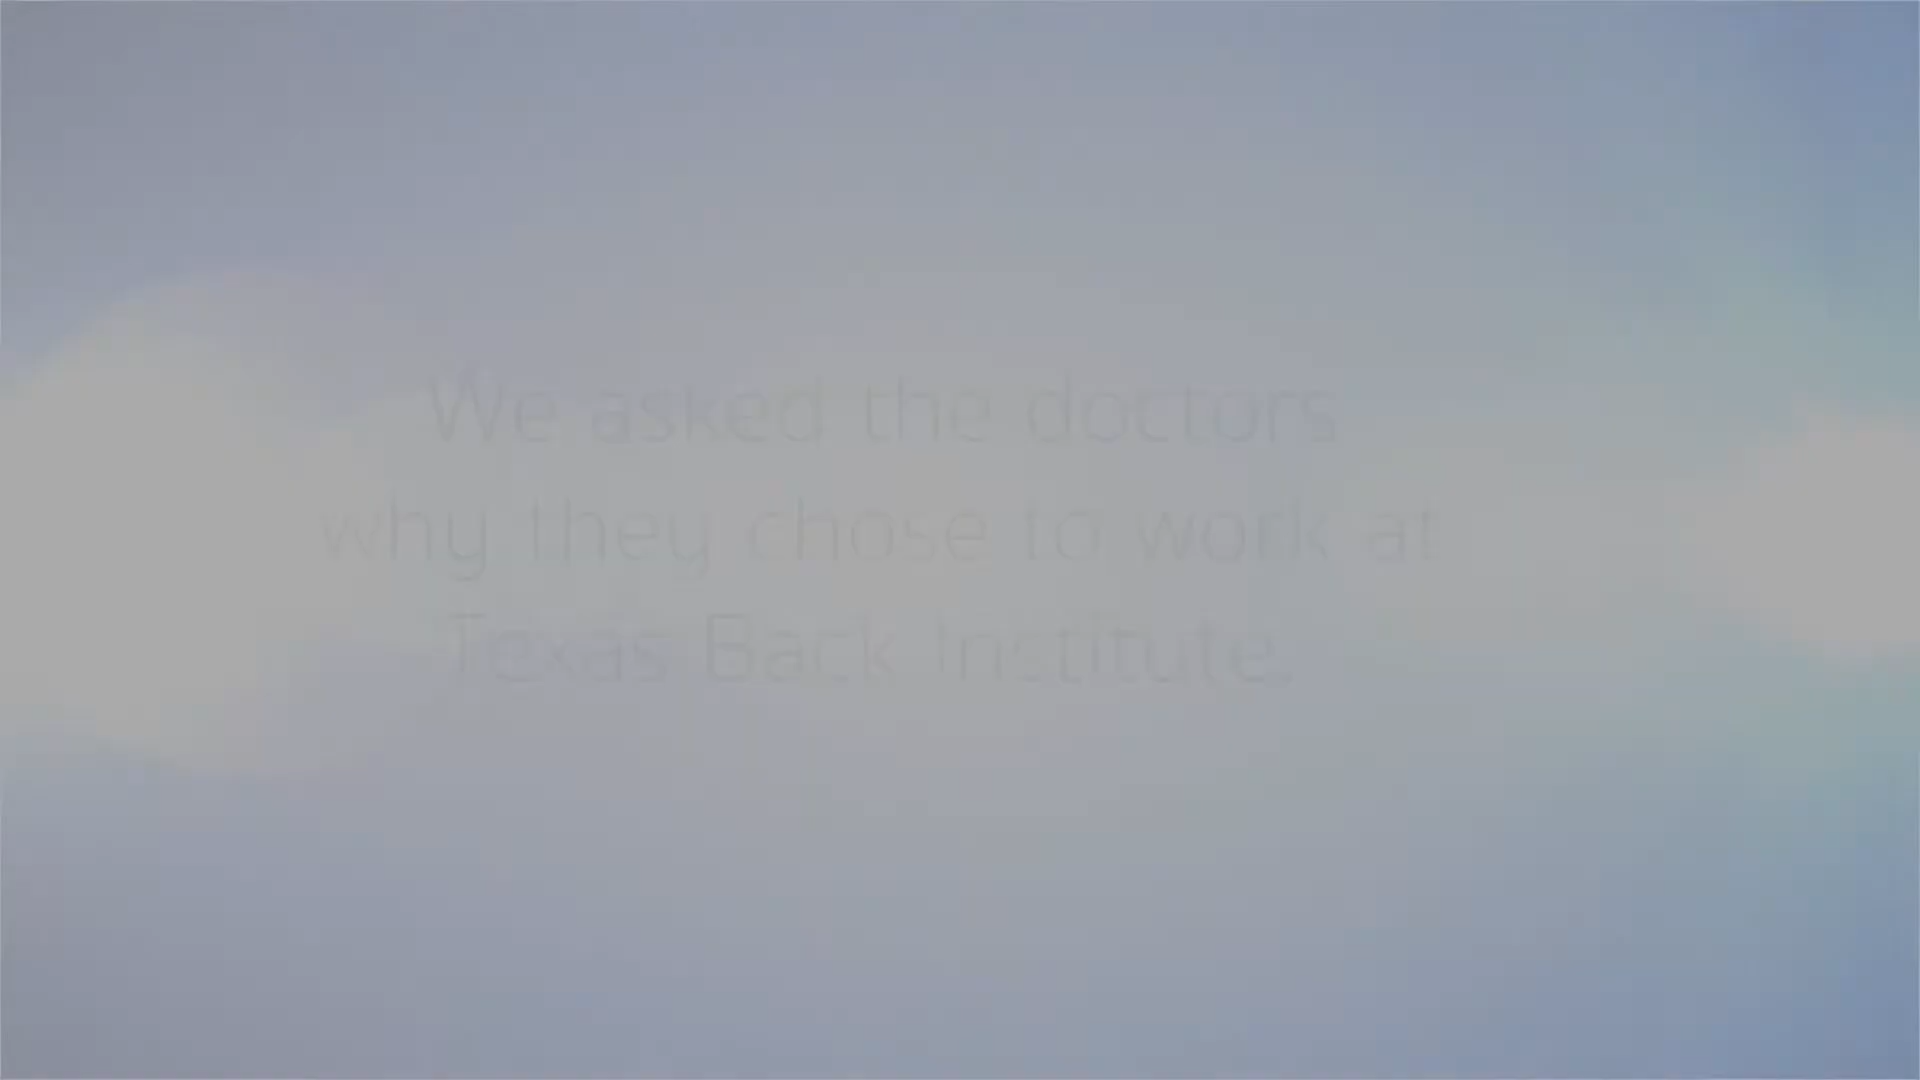 We asked the doctors
why they chose to work at
Texas Back Institute.